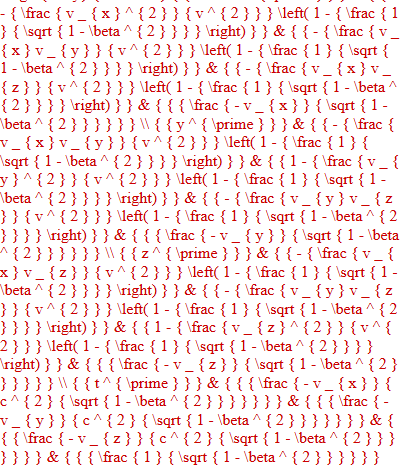 - { \frac { v _ { x } ^ { 2 } } { v ^ { 2 } } } \left( 1 - { \frac { 1
} { \sqrt { 1 - \beta ^ { 2 } } } } \right) } } & { { - { \frac { v _ {
x } v _ { y } } { v ^ { 2 } } } \left( 1 - { \frac { 1 } { \sqrt {
1 - \beta ^ { 2 } } } } \right) } } & { { - { \frac { v _ { x } v _
{ z } } { v ^ { 2 } } } \left( 1 - { \frac { 1 } { \sqrt { 1 - \beta ^
{ 2 } } } } \right) } } & { { { \frac { - v _ { x } } { \sqrt { 1 -
\beta ^ { 2 } } } } } } \\ { { y ^ { \prime } } } & { { - { \frac {
v _ { x } v _ { y } } { v ^ { 2 } } } \left( 1 - { \frac { 1 } {
\sqrt { 1 - \beta ^ { 2 } } } } \right) } } & { { 1 - { \frac { v _ {
y } ^ { 2 } } { v ^ { 2 } } } \left( 1 - { \frac { 1 } { \sqrt { 1 -
\beta ^ { 2 } } } } \right) } } & { { - { \frac { v _ { y } v _ { z
} } { v ^ { 2 } } } \left( 1 - { \frac { 1 } { \sqrt { 1 - \beta ^ { 2
} } } } \right) } } & { { { \frac { - v _ { y } } { \sqrt { 1 - \beta
^ { 2 } } } } } } \\ { { z ^ { \prime } } } & { { - { \frac { v _ {
x } v _ { z } } { v ^ { 2 } } } \left( 1 - { \frac { 1 } { \sqrt { 1 -
\beta ^ { 2 } } } } \right) } } & { { - { \frac { v _ { y } v _ { z
} } { v ^ { 2 } } } \left( 1 - { \frac { 1 } { \sqrt { 1 - \beta ^ { 2
} } } } \right) } } & { { 1 - { \frac { v _ { z } ^ { 2 } } { v ^ {
2 } } } \left( 1 - { \frac { 1 } { \sqrt { 1 - \beta ^ { 2 } } } }
\right) } } & { { { \frac { - v _ { z } } { \sqrt { 1 - \beta ^ { 2 }
} } } } } \\ { { t ^ { \prime } } } & { { { \frac { - v _ { x } } {
c ^ { 2 } { \sqrt { 1 - \beta ^ { 2 } } } } } } } & { { { \frac { -
v _ { y } } { c ^ { 2 } { \sqrt { 1 - \beta ^ { 2 } } } } } } } & {
{ { \frac { - v _ { z } } { c ^ { 2 } { \sqrt { 1 - \beta ^ { 2 } }
} } } } } & { { { \frac { 1 } { \sqrt { 1 - \beta ^ { 2 } } } } } }